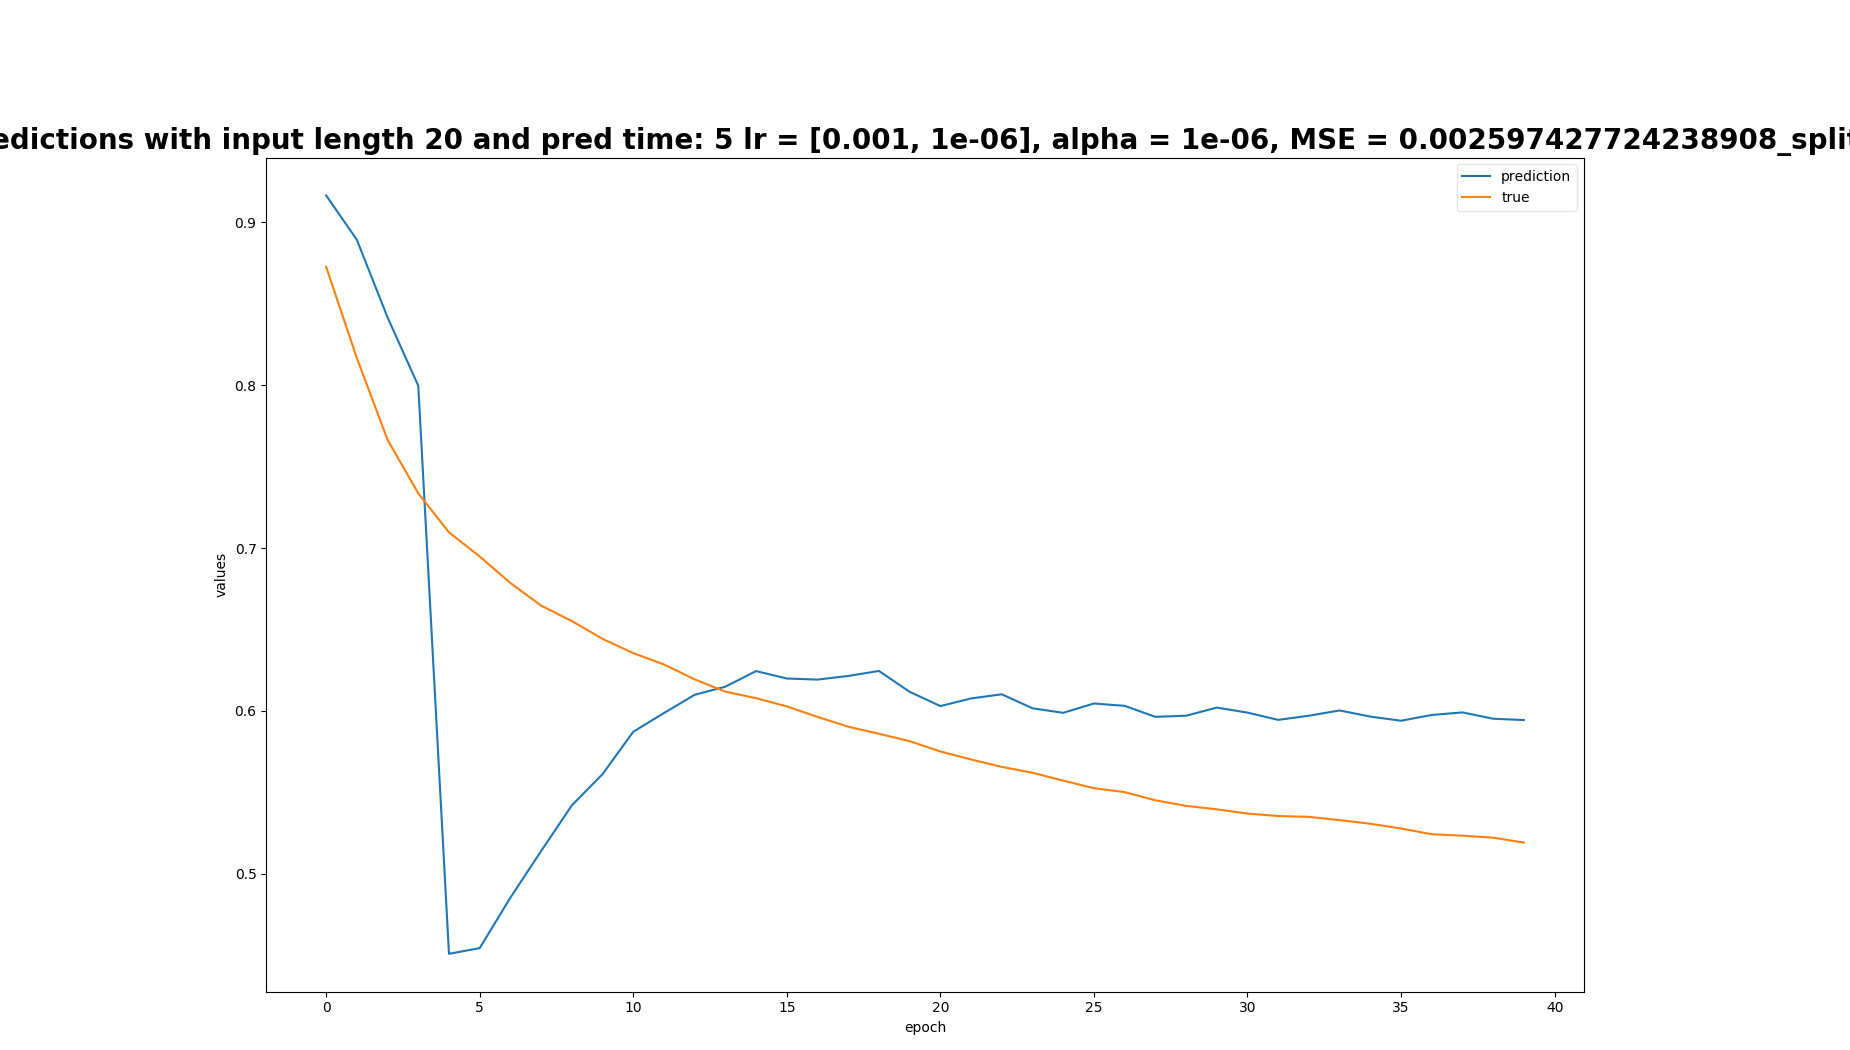 edictions with input length 20 and pred time: 5 lr = [0.001, 1e-06], alpha = 1e-06, MSE = 0.002597427724238908_split
prediction
true
0.9
0.8
0.7
0.6
0.5
values
0 5 10 15 20 25 30 35 40
epoch